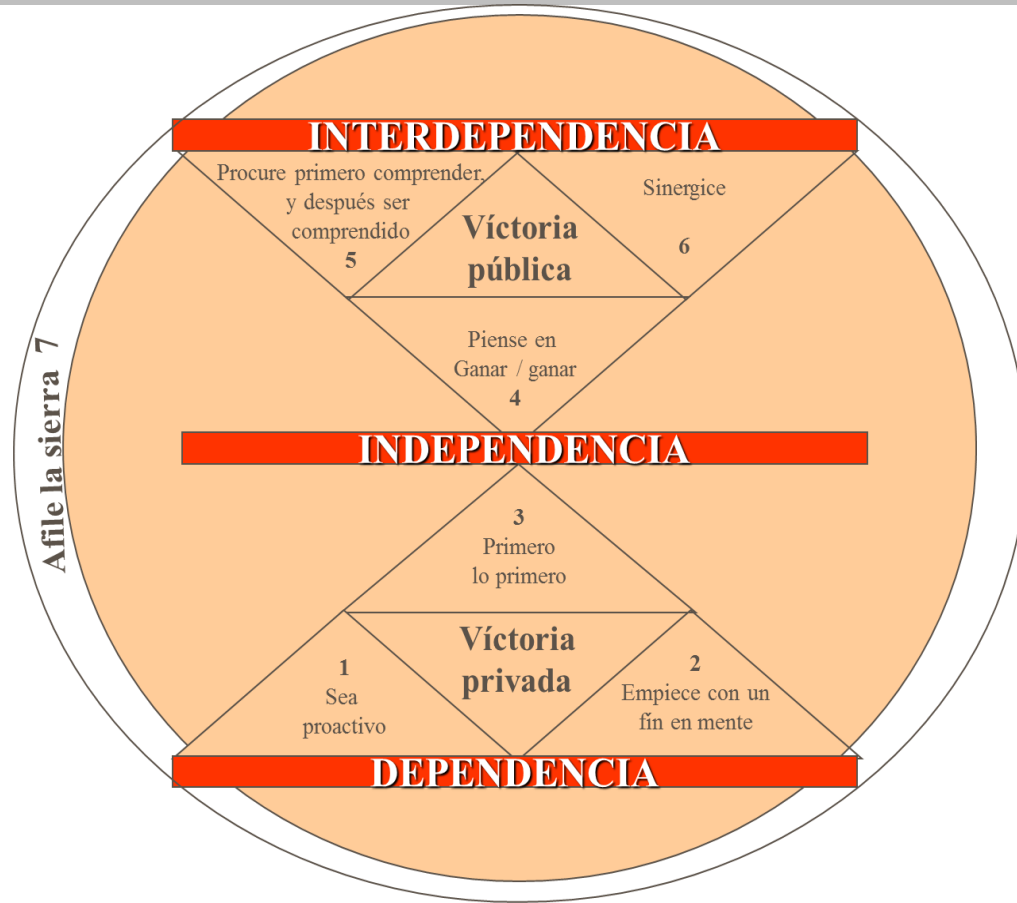 INTERDEPENDENCIA
Procure primero comprender,
y después ser
comprendido
5
Víctoria
pública
Sinergice
6
Piense en
Ganar / ganar
4
INDEPENDENCIA
Afile la sierra 7
3
Primero
lo primero
Víctoria
privada
1
Sea
proactivo
2
Empiece con un
fín en mente
DEPENDENCIA